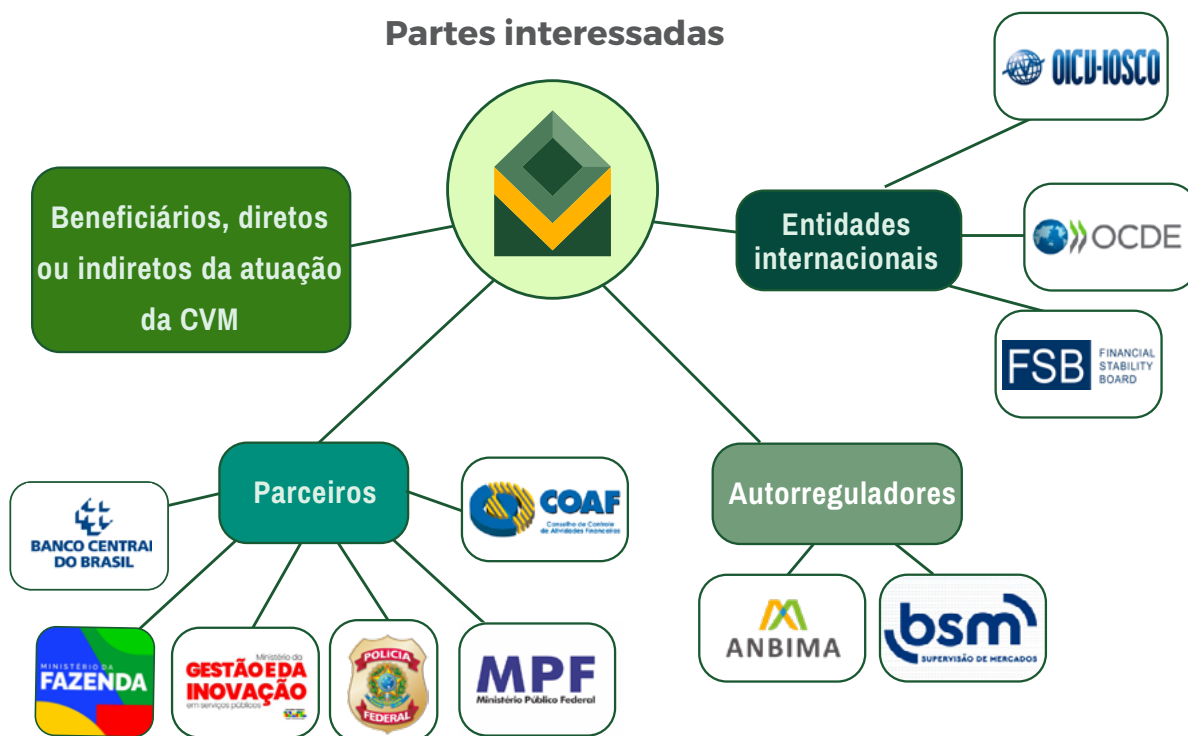 Partes interessadas
OICU-IOSCO
Beneficiários, diretos
ou indiretos da atuação
da CVM
Entidades
internacionais
OCDE
FSB
FINANCIAL
STABILITY
BOARD
Parceiros
COAF
Conselho de Controle
de Atividades Financeiras
Autorreguladores
BANCO CENTRAL
DO BRASIL
ANBIMA
bsm
SUPERVISÃO DE MERCADOS
MINISTÉRIO DA
FAZENDA
Ministério da
GESTÃO E DA
INOVAÇÃO
em serviços públicos
POLICIA
FEDERAL
MPF
Ministério Público Federal